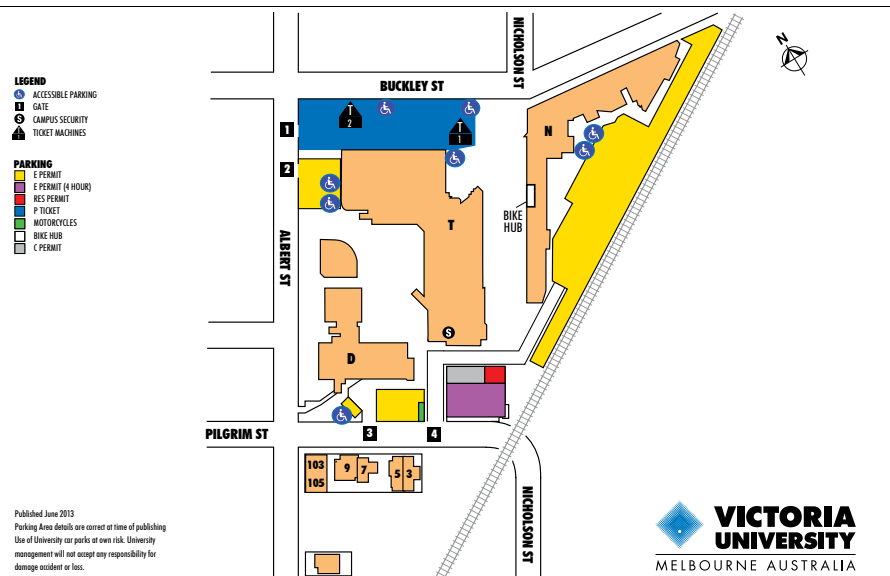 NICHOLSON ST
N
LEGEND
ACCESSIBLE PARKING
1 GATE
S CAMPUS SECURITY
TICKET MACHINES
BUCKLEY ST
T
2
T
1
1
N
2
PARKING
E PERMIT
E PERMIT (4 HOUR)
RES PERMIT
P TICKET
MOTORCYCLES
BIKE HUB
C PERMIT
BIKE
HUB
T
ALBERT ST
S
D
PILGRIM ST
3
4
103
105
9
7
5
3
NICHOLSON ST
Published June 2013
Parking Area details are correct at time of publishing
Use of University car parks at own risk. University
management will not accept any responsibility for
damage accident or loss.
VICTORIA
UNIVERSITY
MELBOURNE AUSTRALIA